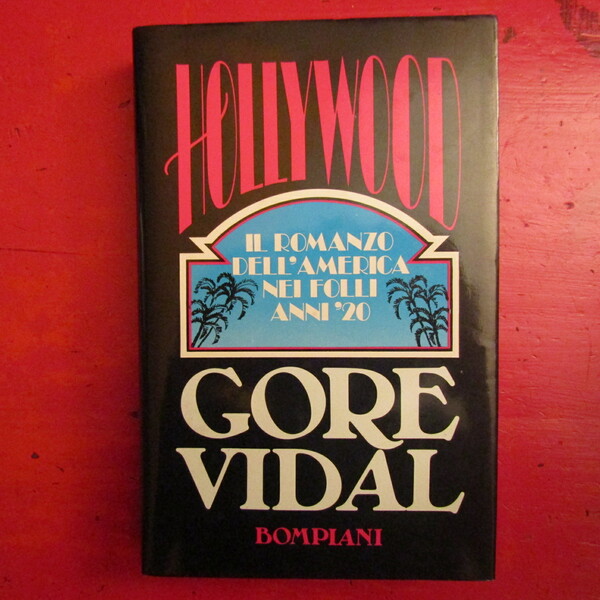 HOLLYWOOD
IL ROMANZO
DELL'AMERICA
NEI FOLLI
ANNI '20
GORE
VIDAL
BOMPIANI